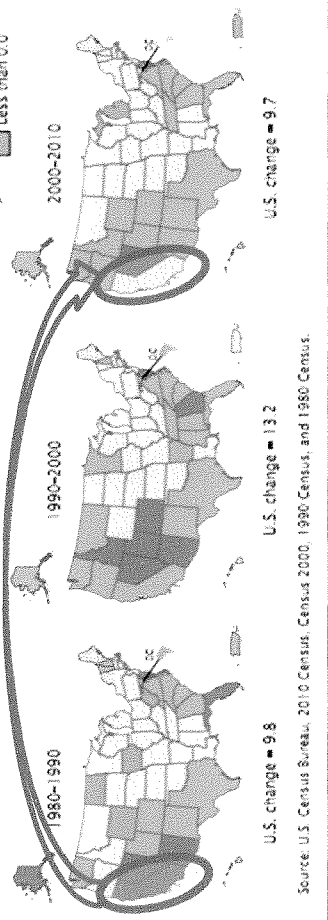 Less than 0.0
1980–1990
1990–2000
2000–2010
DC
DC
DC
U.S. change = 9.8
U.S. change = 13.2
U.S. change = 9.7
Source: U.S. Census Bureau, 2010 Census, Census 2000, 1990 Census, and 1980 Census.